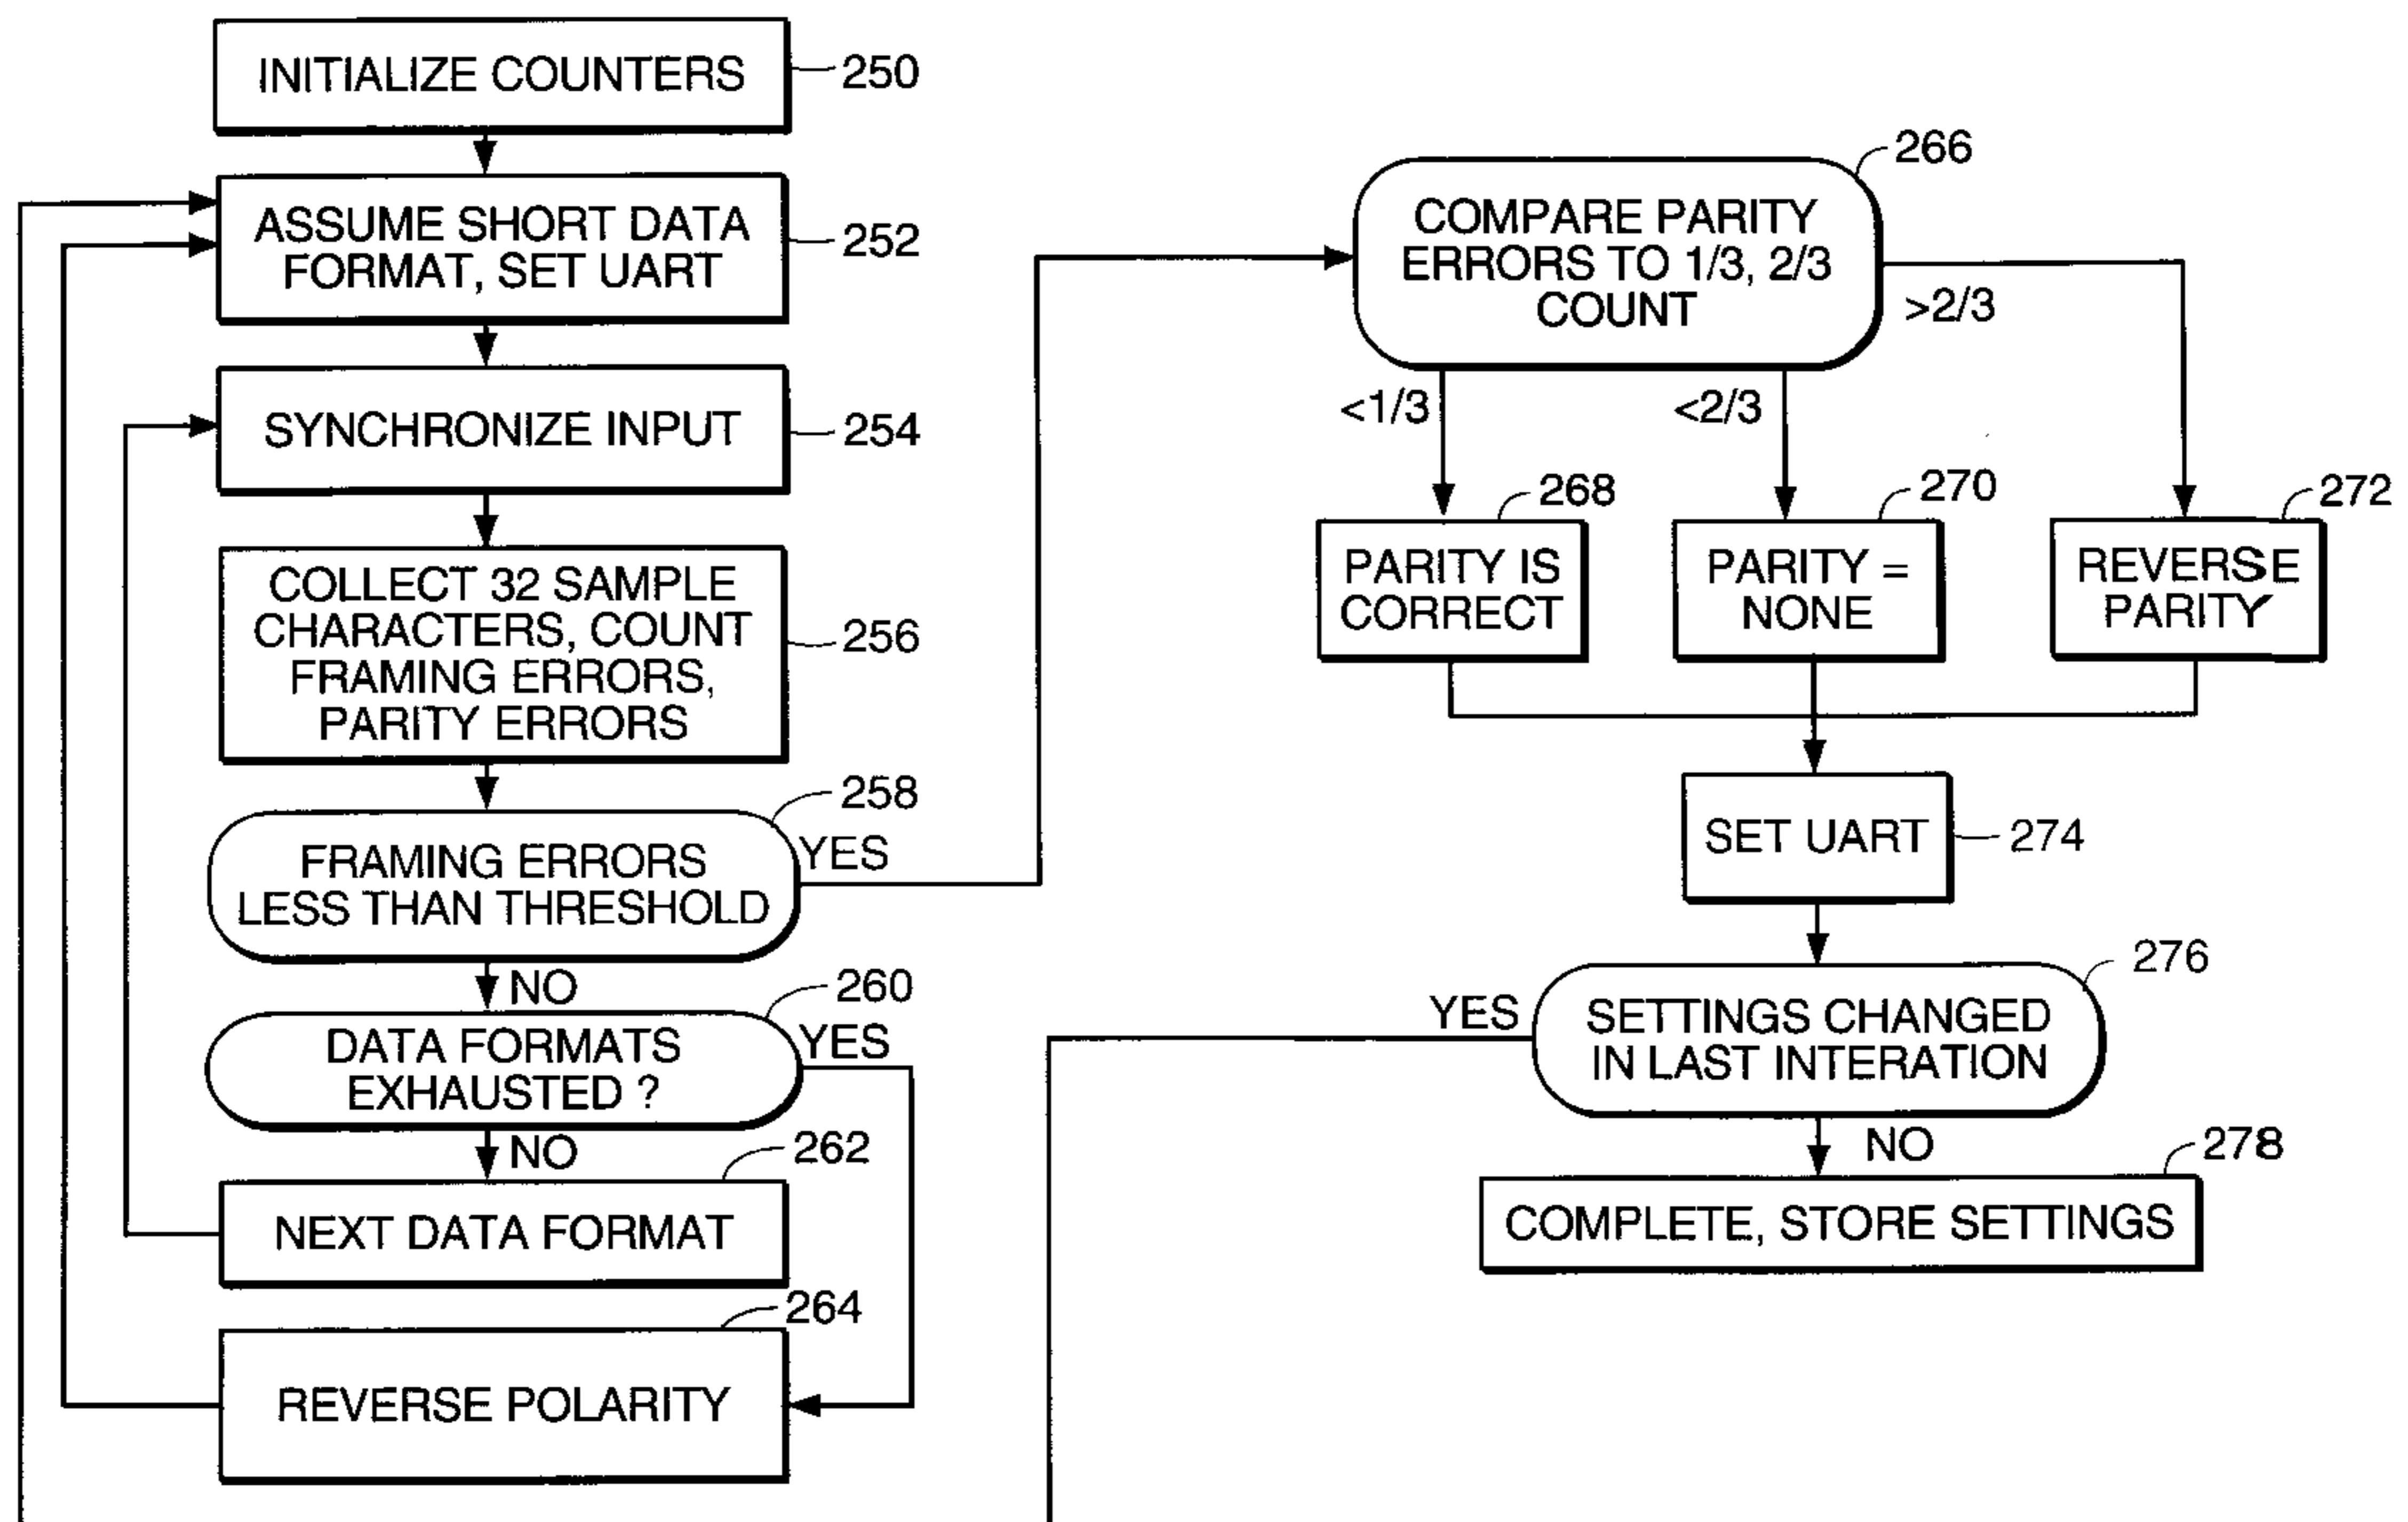 INITIALIZE COUNTERS
250
ASSUME SHORT DATA
FORMAT, SET UART
252
SYNCHRONIZE INPUT
254
COLLECT 32 SAMPLE
CHARACTERS, COUNT
FRAMING ERRORS,
PARITY ERRORS
256
258
FRAMING ERRORS
LESS THAN THRESHOLD
YES
NO
260
DATA FORMATS
EXHAUSTED ?
YES
NO
262
NEXT DATA FORMAT
264
REVERSE POLARITY
266
COMPARE PARITY
ERRORS TO 1/3, 2/3
COUNT
>2/3
<1/3
<2/3
268
PARITY IS
CORRECT
270
PARITY =
NONE
272
REVERSE
PARITY
SET UART
274
276
SETTINGS CHANGED
IN LAST INTERATION
YES
NO
278
COMPLETE, STORE SETTINGS